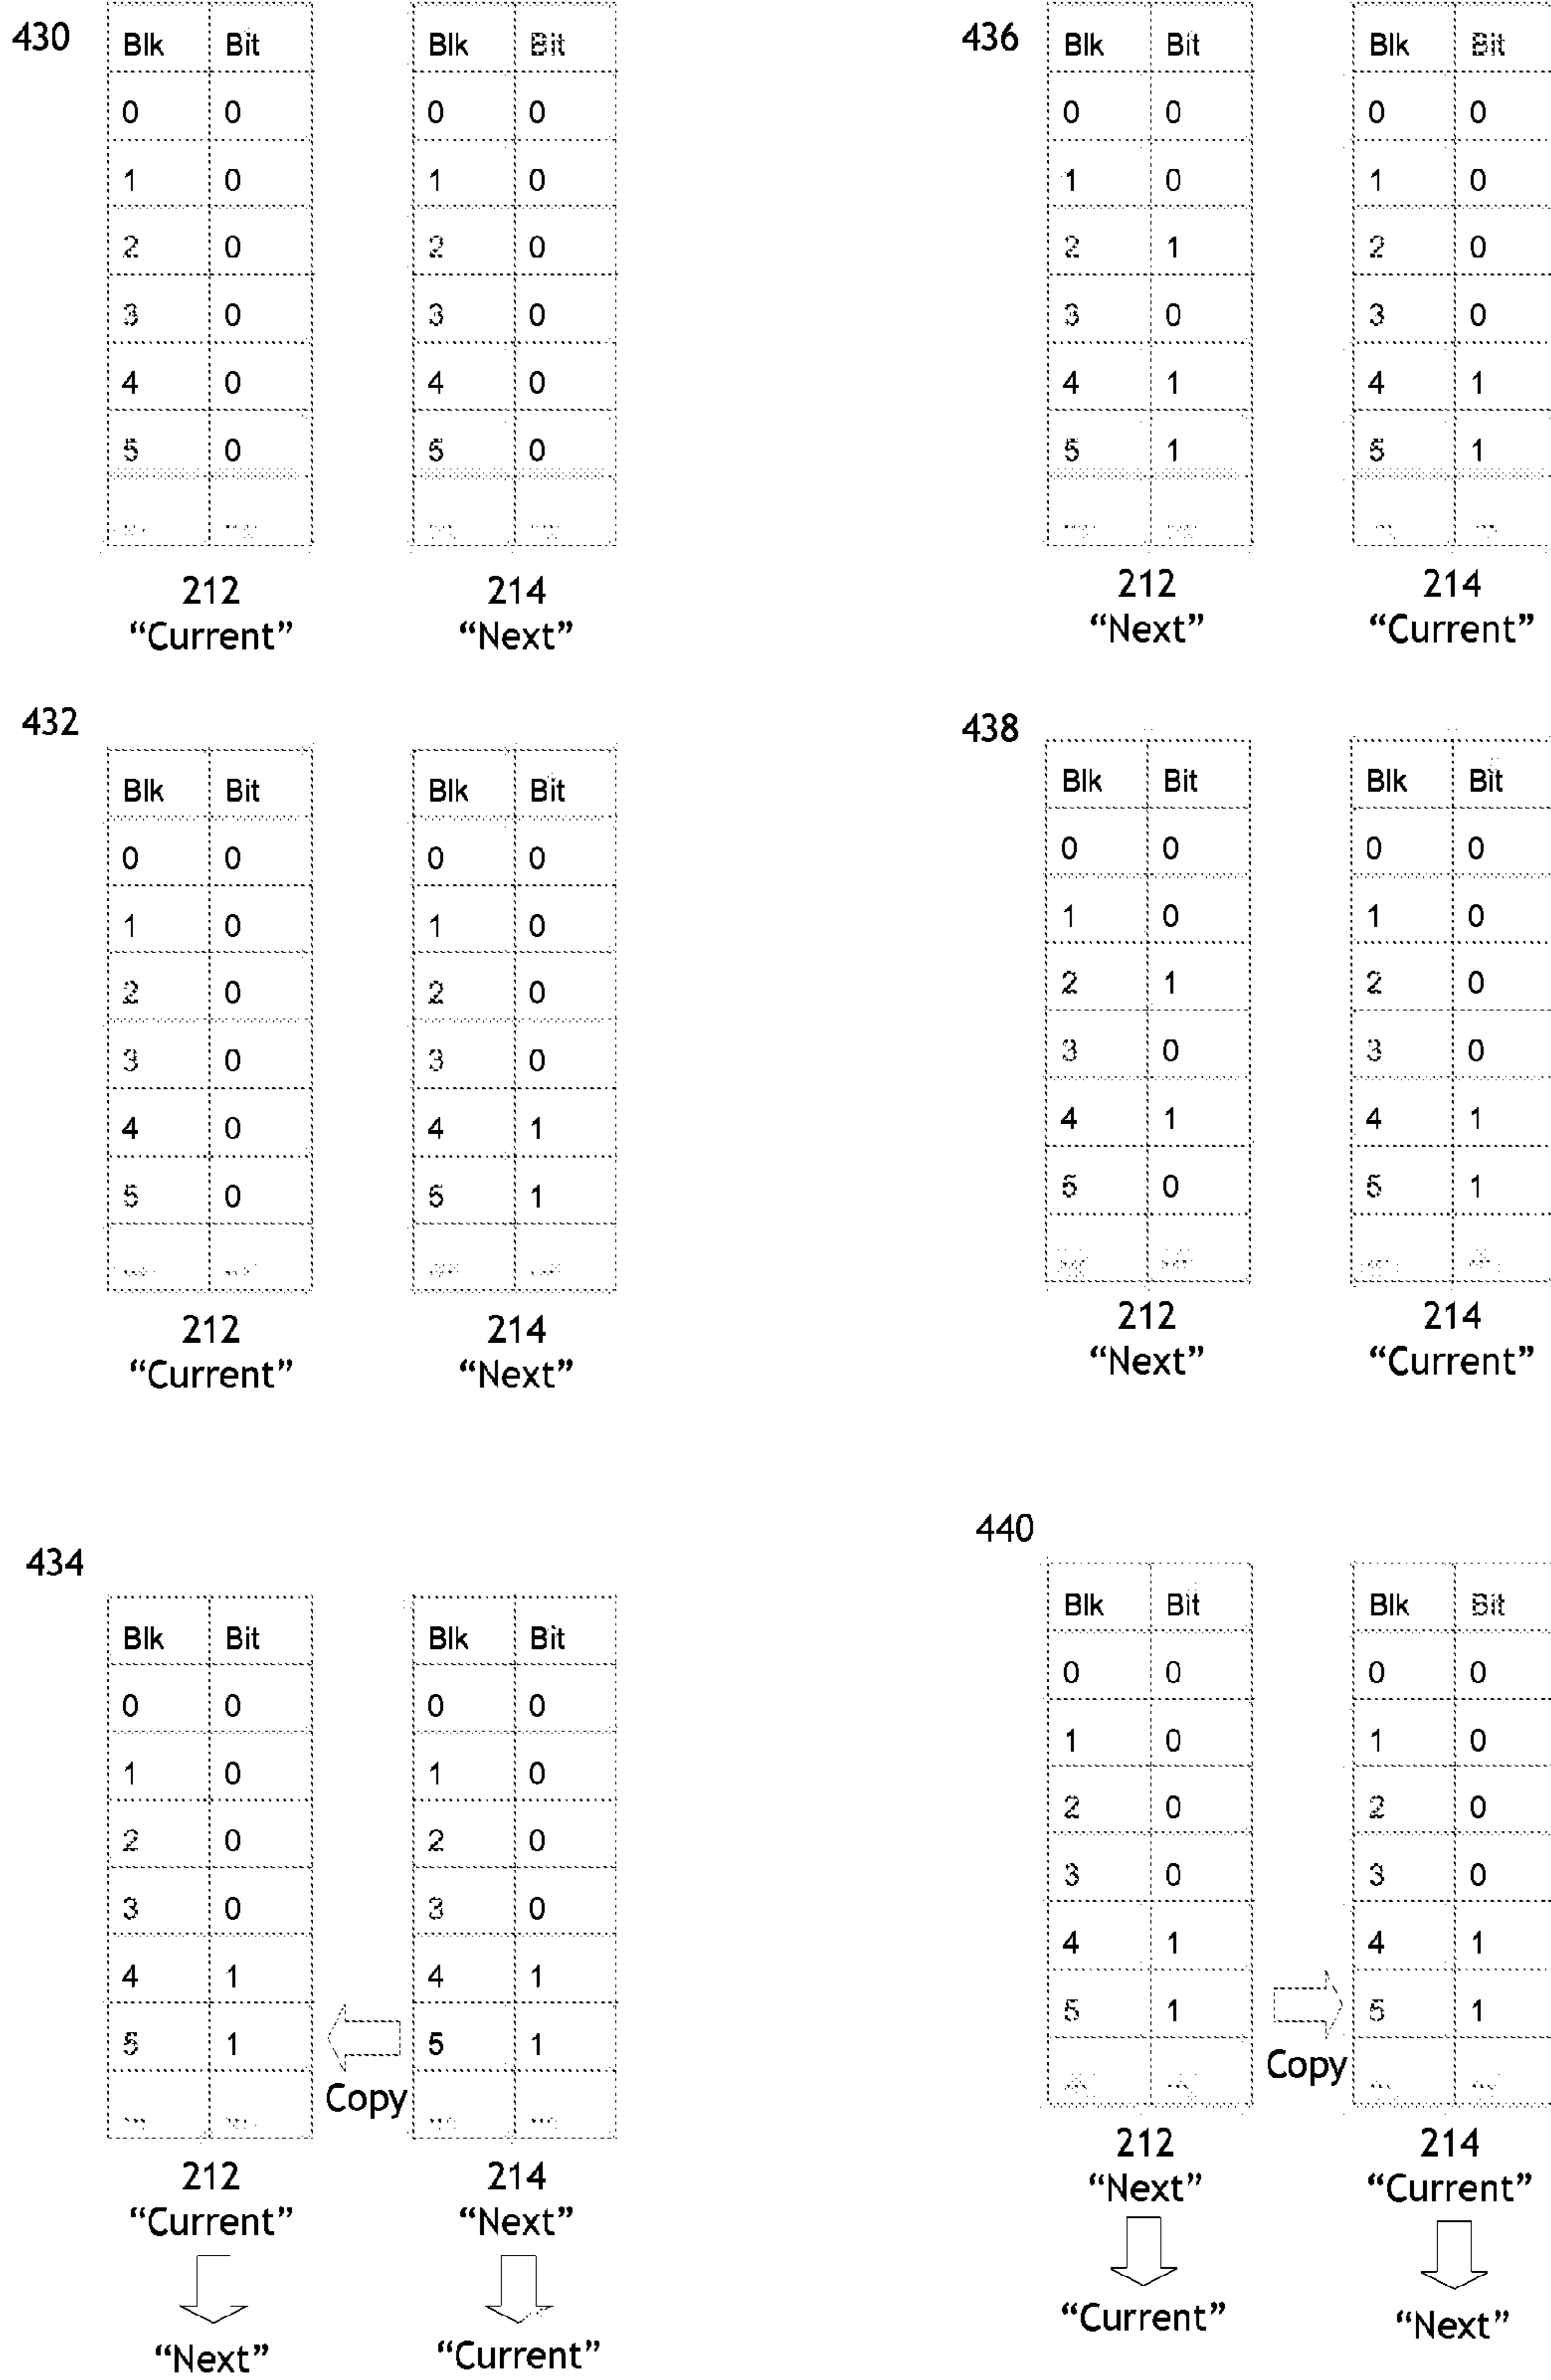 430
Blk Bit Blk Bit
0 0 0 0
1 0 1 0
2 0 2 0
3 0 3 0
4 0 4 0
5 0 5 0
212 214
“Current” “Next”
432
Blk Bit Blk Bit
0 0 0 0
1 0 1 0
2 0 2 0
3 0 3 0
4 0 4 1
5 0 5 1
212 214
“Current” “Next”
434
Blk Bit Blk Bit
0 0 0 0
1 0 1 0
2 0 2 0
3 0 3 0
4 1 4 1
5 1 5 1
Copy
212 214
“Current” “Next”
“Next” “Current”
436
Blk Bit Blk Bit
0 0 0 0
1 0 1 0
2 1 2 0
3 0 3 0
4 1 4 1
5 1 5 1
212 214
“Next” “Current”
438
Blk Bit Blk Bit
0 0 0 0
1 0 1 0
2 1 2 0
3 0 3 0
4 1 4 1
5 0 5 1
212 214
“Next” “Current”
440
Blk Bit Blk Bit
0 0 0 0
1 0 1 0
2 0 2 0
3 0 3 0
4 1 4 1
5 1 5 1
Copy
212 214
“Next” “Current”
“Current” “Next”